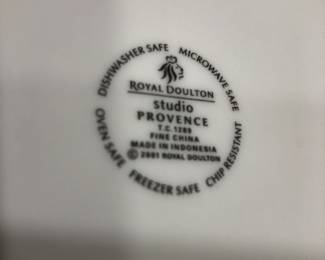 DISHWASHER SAFE MICROWAVE SAFE
ROYAL DOULTON
studio
PROVENCE
T.C. 1289
FINE CHINA
MADE IN INDONESIA
© 2001 ROYAL DOULTON
OVEN SAFE FREEZER SAFE CHIP RESISTANT